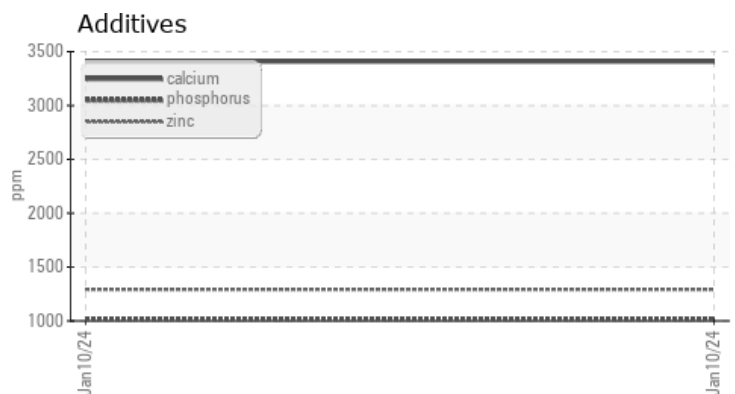 Additives
3500
3000
2500
2000
1500
1000
ppm
calcium
phosphorus
zinc
Jan10/24
Jan10/24